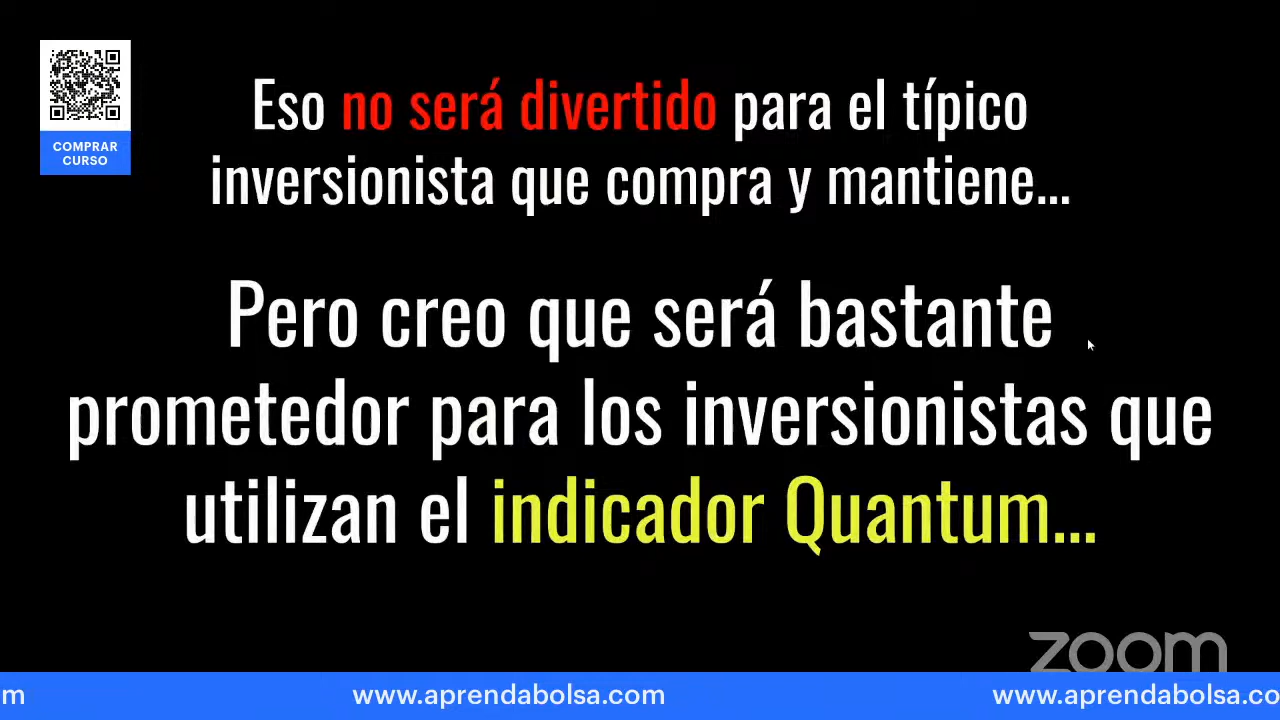 COMPRAR
CURSO
Eso no será divertido para el típico
inversionista que compra y mantiene...
Pero creo que será bastante
prometedor para los inversionistas que
utilizan el indicador Quantum...
zoom
m
www.aprendabolsa.com
www.aprendabolsa.co